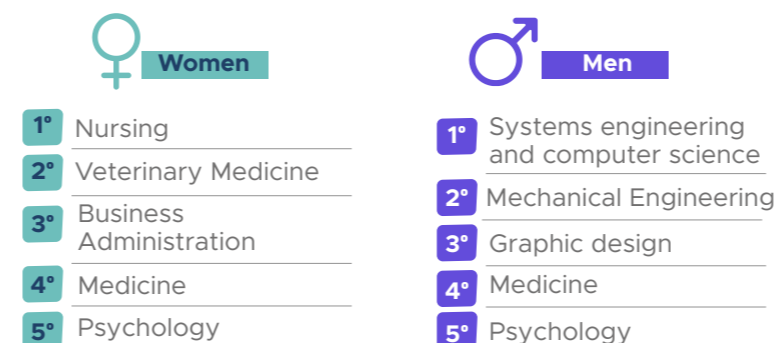 Women
1° Nursing
2° Veterinary Medicine
3° Business
Administration
4° Medicine
5° Psychology
Men
1° Systems engineering
and computer science
2° Mechanical Engineering
3° Graphic design
4° Medicine
5° Psychology